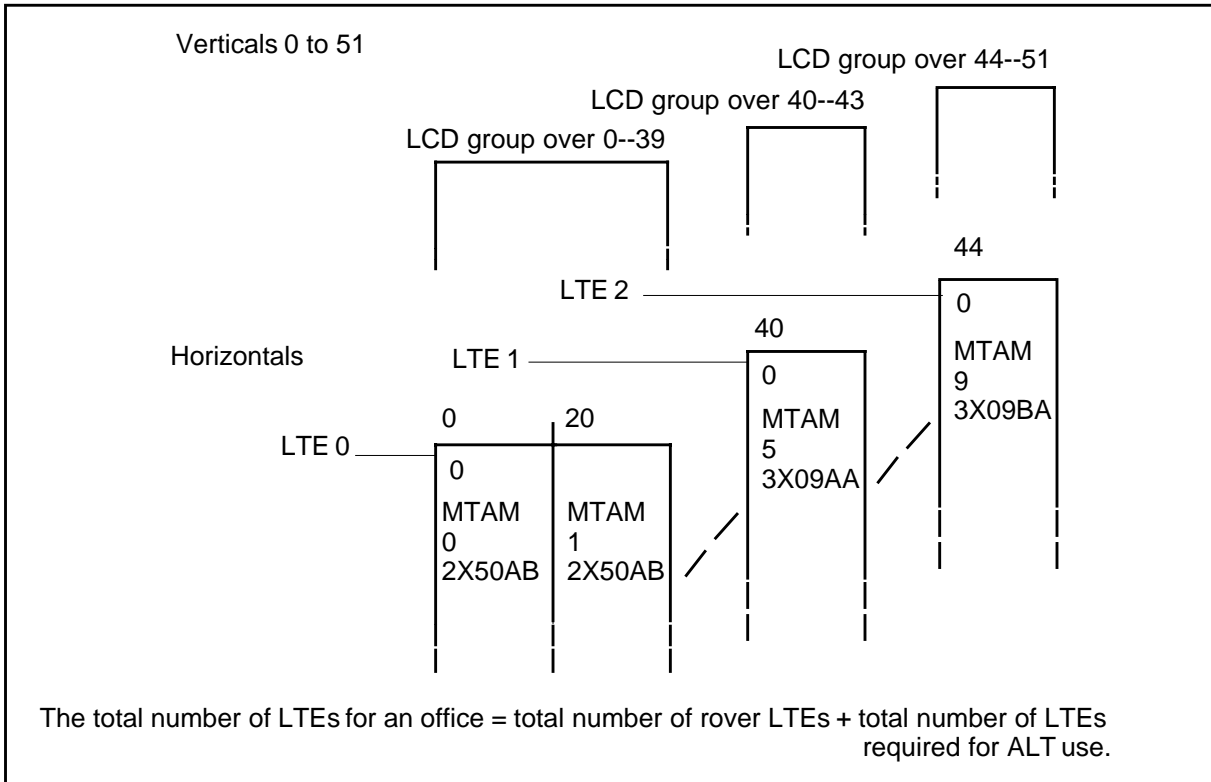 Verticals 0 to 51
LCD group over 44--51
LCD group over 40--43
LCD group over 0--39
44
LTE 2
0
MTAM
9
3X09BA
40
Horizontals
LTE 1
0
MTAM
5
3X09AA
0
20
LTE 0
0
MTAM
0
2X50AB
MTAM
1
2X50AB
The total number of LTEs for an office = total number of rover LTEs + total number of LTEs
required for ALT use.